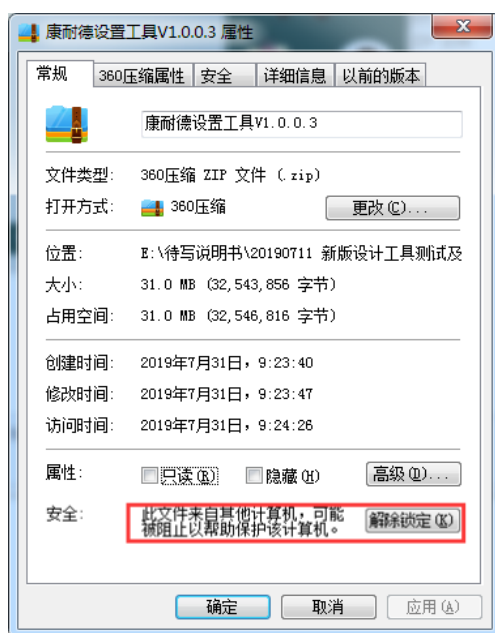 康耐德设置工具V1.0.0.3 属性
常规 360压缩属性 安全 详细信息 以前的版本
康耐德设置工具V1.0.0.3
文件类型: 360压缩 ZIP 文件 (.zip)
打开方式: 360压缩 更改(C)...
位置: E:\待写说明书\20190711 新版设计工具测试及
大小: 31.0 MB (32,543,856 字节)
占用空间: 31.0 MB (32,546,816 字节)
创建时间: 2019年7月31日，9:23:40
修改时间: 2019年7月31日，9:23:47
访问时间: 2019年7月31日，9:24:26
属性: 只读(R) 隐藏(H) 高级(D)...
安全: 此文件来自其他计算机，可能
被阻止以帮助保护该计算机。 解除锁定(K)
确定 取消 应用(A)